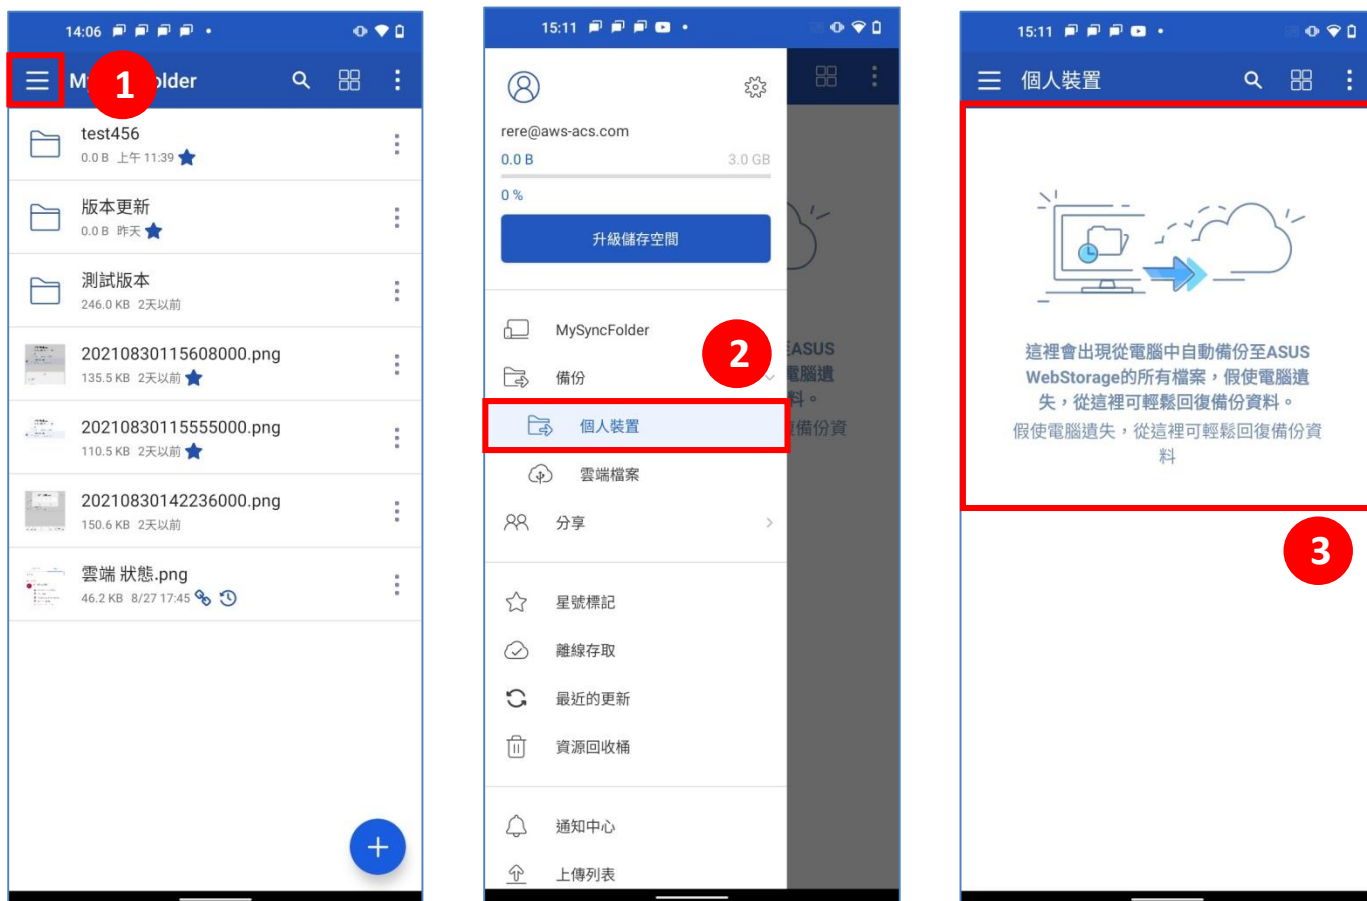 14:06
My
older
1
test456
0.0 B 上午 11:39
版本更新
0.0 B 昨天
測試版本
246.0 KB 2天以前
20210830115608000.png
135.5 KB 2天以前
20210830115555000.png
110.5 KB 2天以前
20210830142236000.png
150.6 KB 2天以前
雲端 狀態.png
46.2 KB 8/27 17:45
15:11
rere@aws-acs.com
0.0 B 3.0 GB
0 %
升級儲存空間
MySyncFolder
2
備份
個人裝置
雲端檔案
分享
星號標記
離線存取
最近的更新
資源回收桶
通知中心
上傳列表
ASUS
電腦遺
料。
備份資
15:11
個人裝置
這裡會出現從電腦中自動備份至ASUS
WebStorage的所有檔案，假使電腦遺
失，從這裡可輕鬆回復備份資料。
假使電腦遺失，從這裡可輕鬆回復備份資
料
3